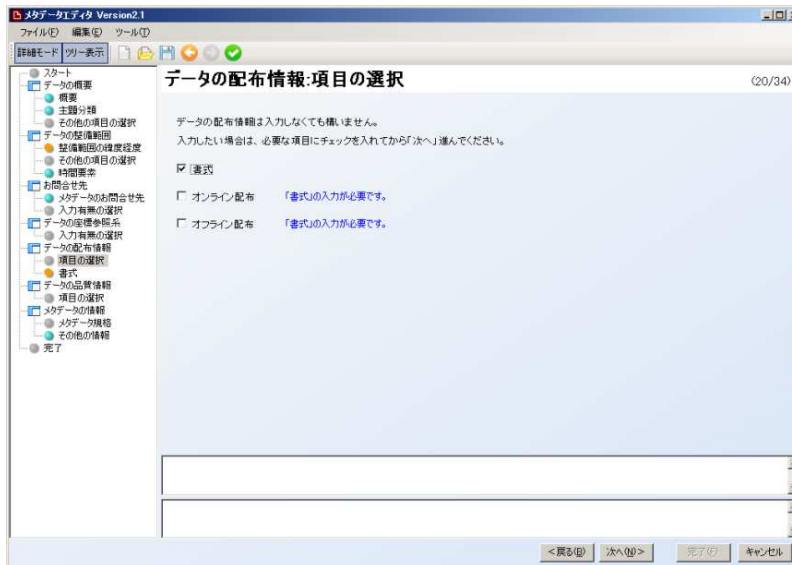 メタデータエディタ Version2.1
ファイル(F) 編集(E) ツール(T)
詳細モード ツリー表示
スタート
データの概要
概要
主題分類
その他の項目の選択
データの整備範囲
整備範囲の緯度経度
その他の項目の選択
時間要素
お問合せ先
メタデータのお問合せ先
入力有無の選択
データの座標参照系
入力有無の選択
データの配布情報
項目の選択
書式
データの品質情報
項目の選択
メタデータの情報
メタデータ規格
その他の情報
完了
データの配布情報:項目の選択 (20/34)
データの配布情報は入力しなくても構いません。
入力したい場合は、必要な項目にチェックを入れてから「次へ」進んでください。
書式
オンライン配布 「書式」の入力が必要です。
オフライン配布 「書式」の入力が必要です。
<戻る(B) 次へ(N)> 完了(F) キャンセル